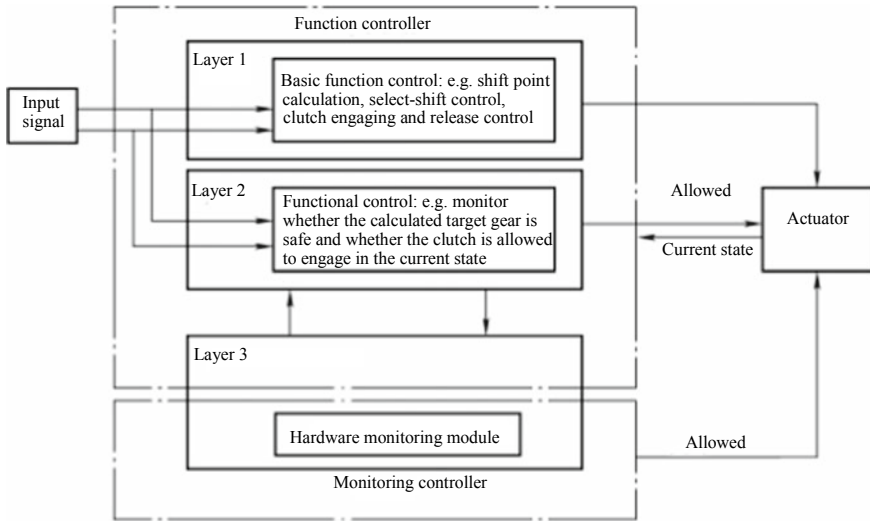 Function controller
Layer 1
Basic function control: e.g. shift point
calculation, select-shift control,
clutch engaging and release control
Input
signal
Layer 2
Functional control: e.g. monitor
whether the calculated target gear is
safe and whether the clutch is allowed
to engage in the current state
Allowed
Current state
Actuator
Layer 3
Hardware monitoring module
Monitoring controller
Allowed